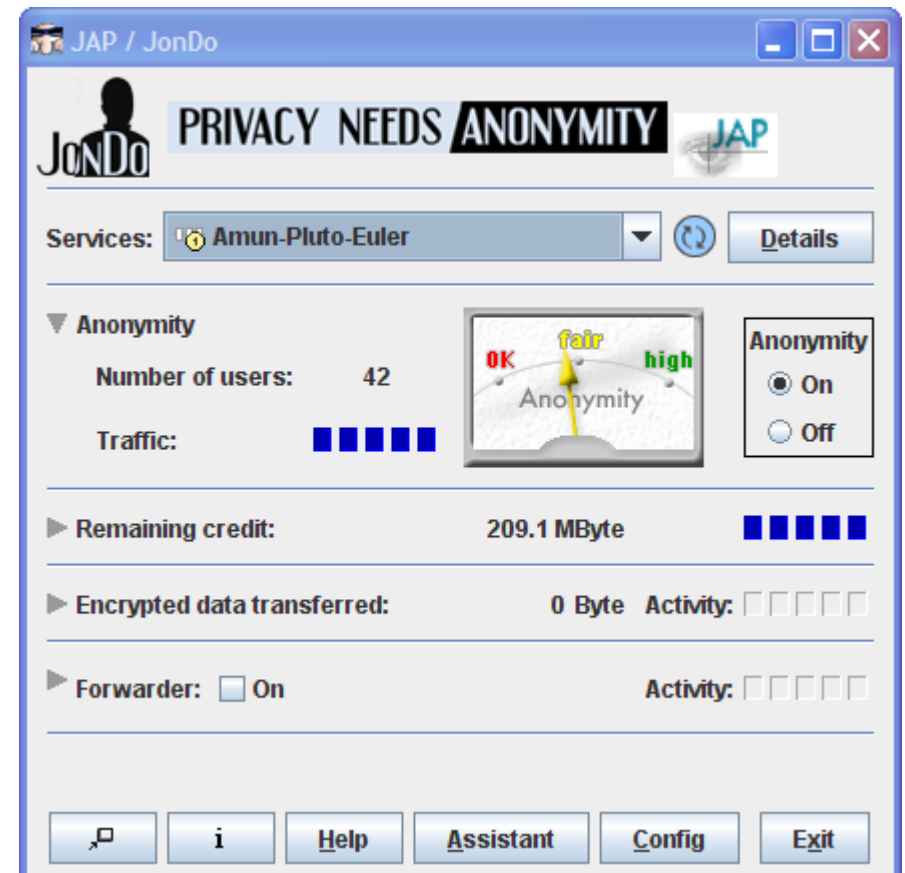 JAP / JonDo
JONDO PRIVACY NEEDS ANONYMITY JAP
Services: Amun-Pluto-Euler Details
Anonymity
Number of users: 42
Traffic:
OK fair high
Anonymity
Anonymity
On
Off
Remaining credit: 209.1 MByte
Encrypted data transferred: 0 Byte Activity:
Forwarder: On Activity:
i Help Assistant Config Exit